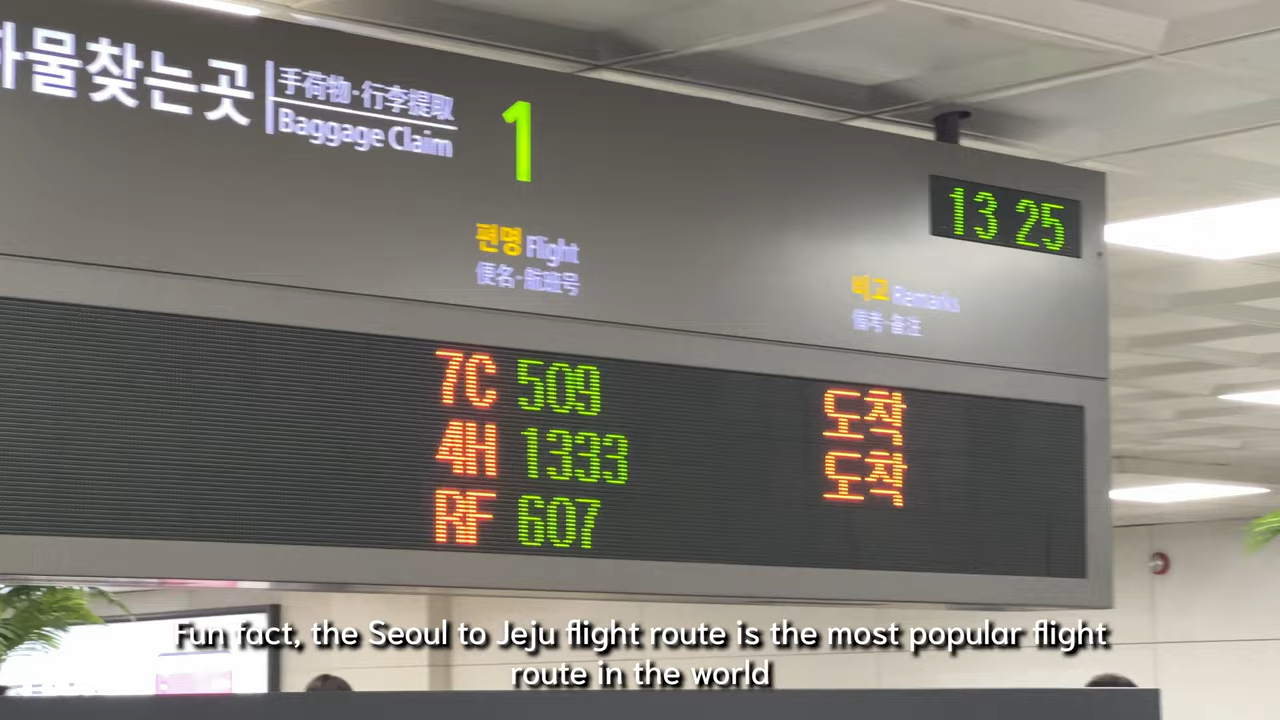 물찾는곳
手荷物·行李提取
Baggage Claim
1
13 25
편명 Flight
便名·航班号
비고 Remarks
备考·备注
7C 509 도착
4H 1333 도착
RF 607
Fun fact, the Seoul to Jeju flight route is the most popular flight
route in the world